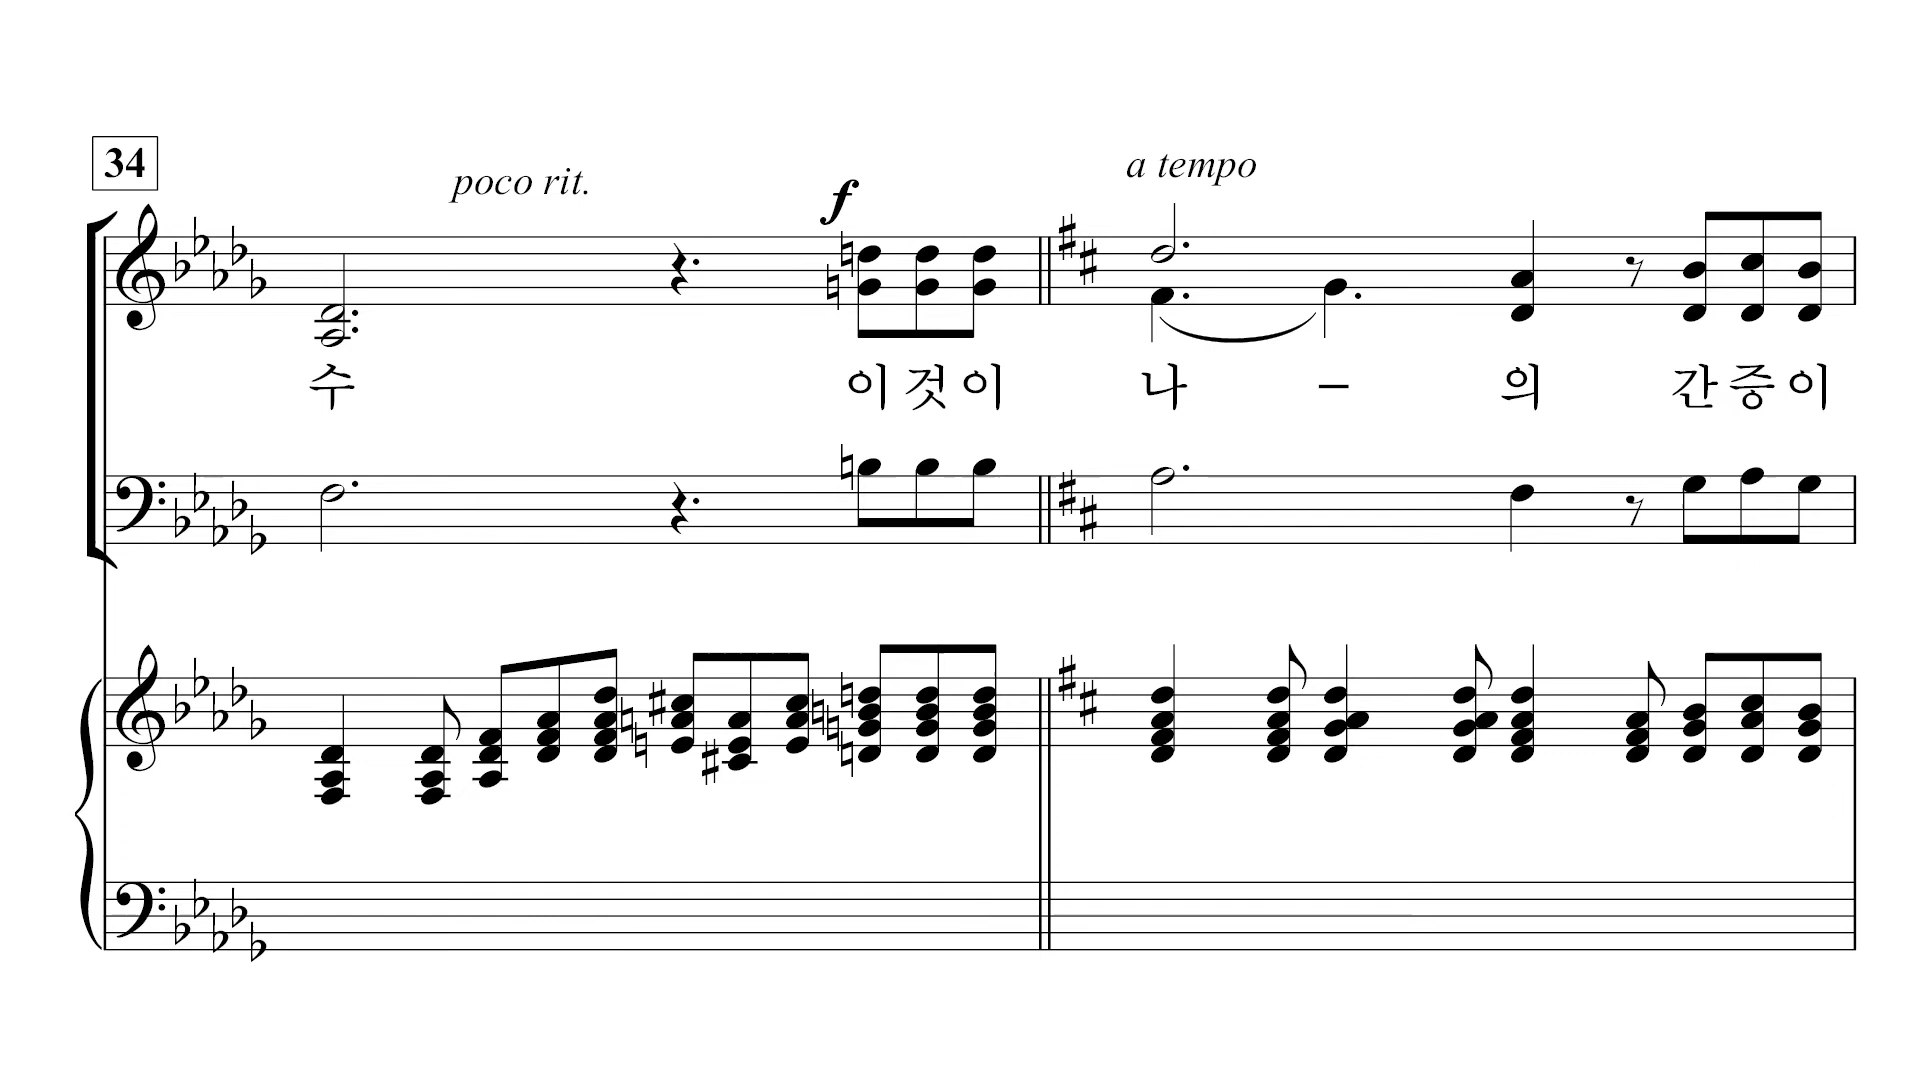 34
poco rit.
f
a tempo
수 이 것 이 나 – 의 간 증 이